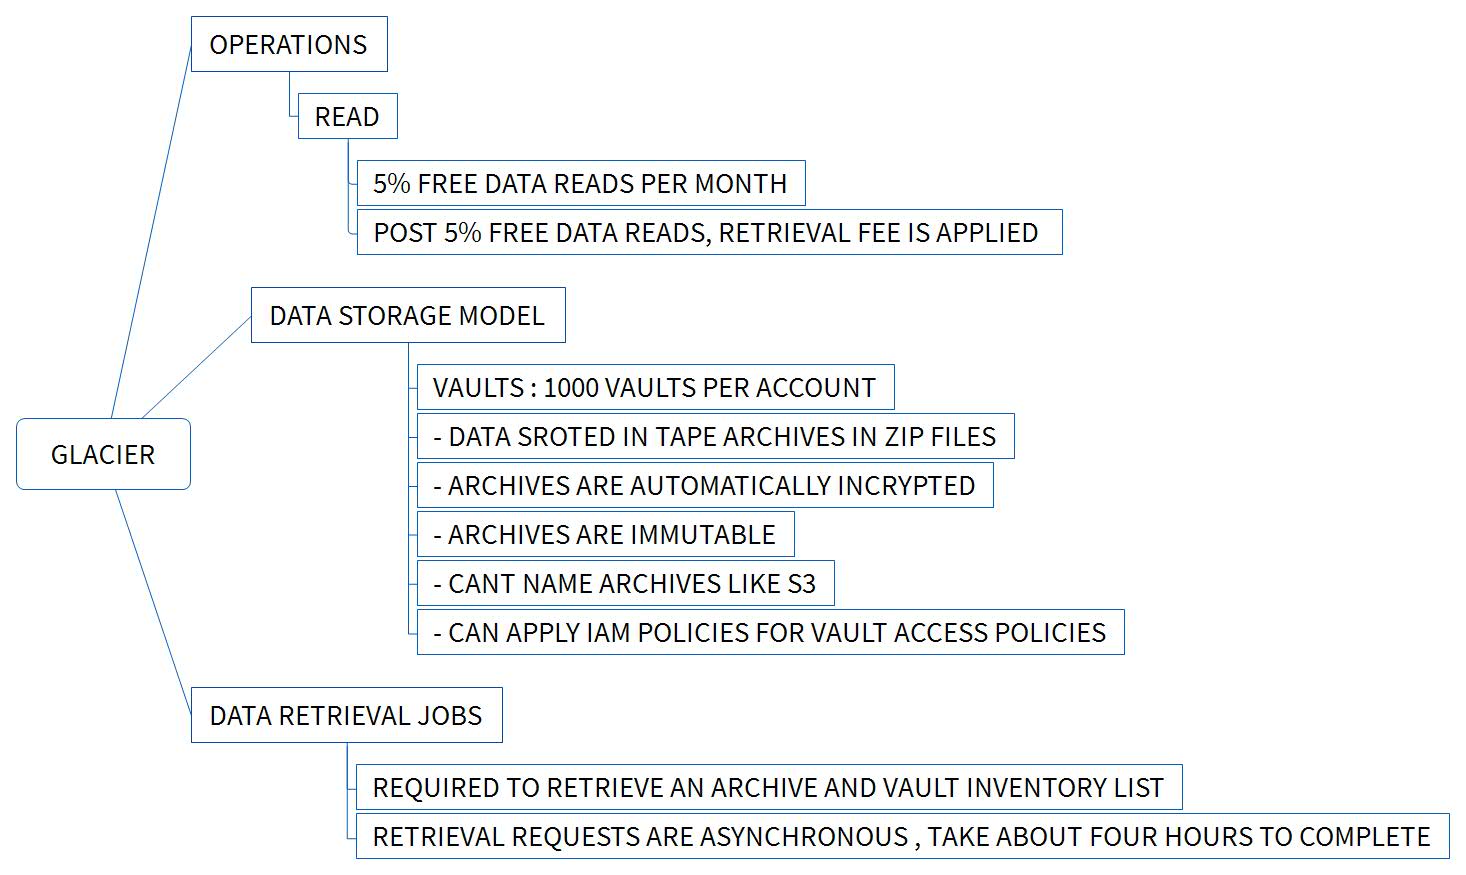 OPERATIONS
READ
5% FREE DATA READS PER MONTH
POST 5% FREE DATA READS, RETRIEVAL FEE IS APPLIED
DATA STORAGE MODEL
VAULTS : 1000 VAULTS PER ACCOUNT
- DATA SROTED IN TAPE ARCHIVES IN ZIP FILES
- ARCHIVES ARE AUTOMATICALLY INCRYPTED
- ARCHIVES ARE IMMUTABLE
- CANT NAME ARCHIVES LIKE S3
- CAN APPLY IAM POLICIES FOR VAULT ACCESS POLICIES
GLACIER
DATA RETRIEVAL JOBS
REQUIRED TO RETRIEVE AN ARCHIVE AND VAULT INVENTORY LIST
RETRIEVAL REQUESTS ARE ASYNCHRONOUS , TAKE ABOUT FOUR HOURS TO COMPLETE